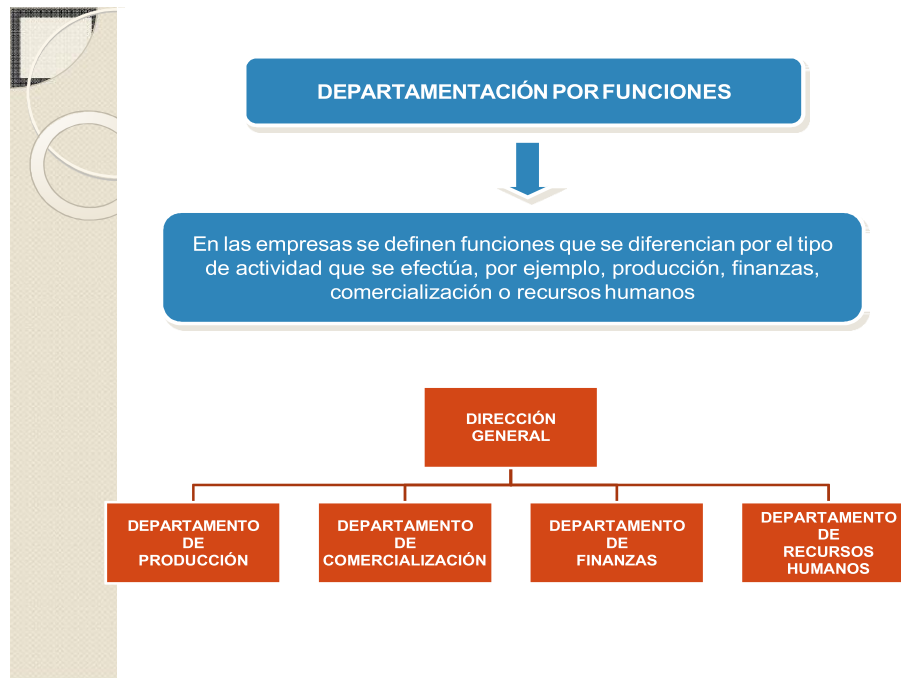 DEPARTAMENTACIÓN POR FUNCIONES
En las empresas se definen funciones que se diferencian por el tipo
de actividad que se efectúa, por ejemplo, producción, finanzas,
comercialización o recursos humanos
DIRECCIÓN
GENERAL
DEPARTAMENTO
DE
PRODUCCIÓN
DEPARTAMENTO
DE
COMERCIALIZACIÓN
DEPARTAMENTO
DE
FINANZAS
DEPARTAMENTO
DE
RECURSOS
HUMANOS